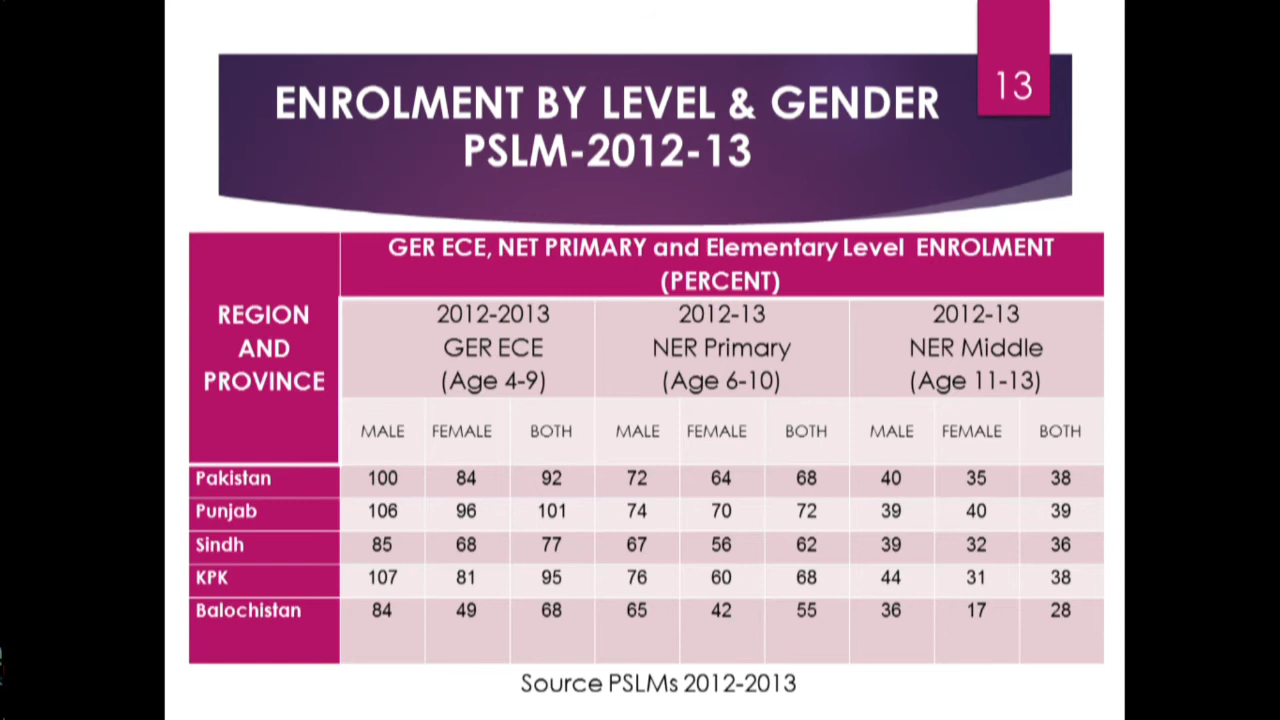 13
ENROLMENT BY LEVEL & GENDER
PSLM-2012-13
REGION AND PROVINCE
GER ECE, NET PRIMARY and Elementary Level ENROLMENT
(PERCENT)
2012-2013 GER ECE (Age 4-9)
2012-13 NER Primary (Age 6-10)
2012-13 NER Middle (Age 11-13)
MALE FEMALE BOTH MALE FEMALE BOTH MALE FEMALE BOTH
Pakistan 100 84 92 72 64 68 40 35 38
Punjab 106 96 101 74 70 72 39 40 39
Sindh 85 68 77 67 56 62 39 32 36
KPK 107 81 95 76 60 68 44 31 38
Balochistan 84 49 68 65 42 55 36 17 28
Source PSLMs 2012-2013